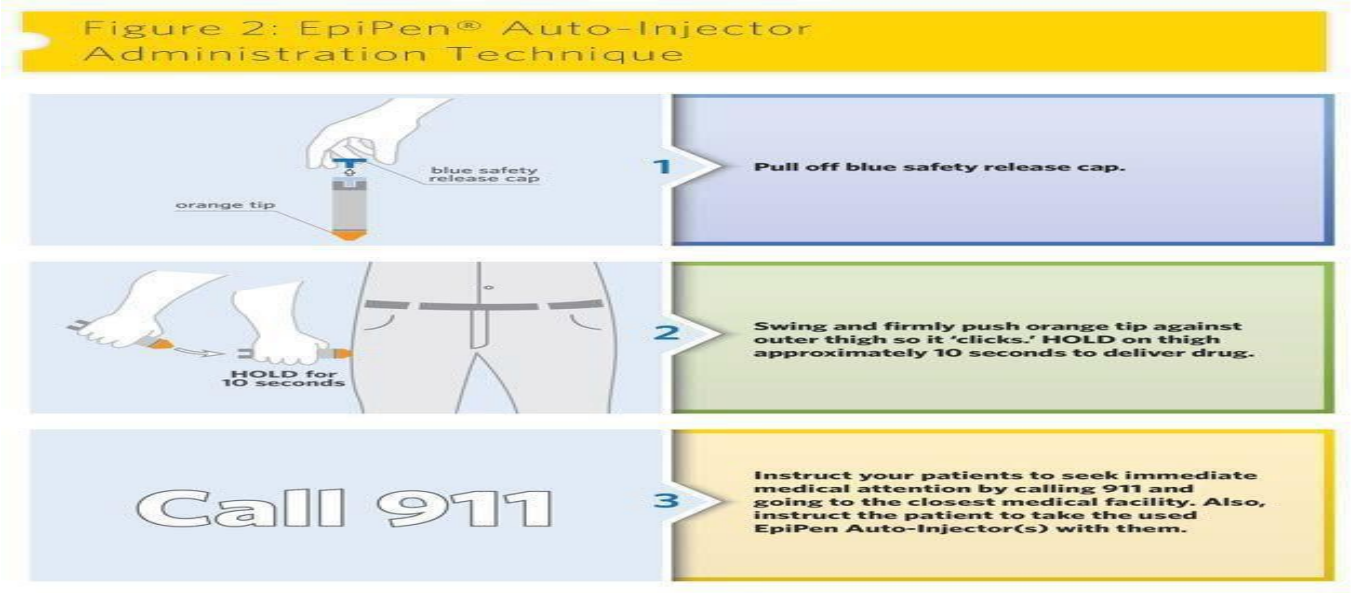 Figure 2: EpiPen® Auto-Injector
Administration Technique
blue safety
release cap
orange tip
1
Pull off blue safety release cap.
HOLD for
10 seconds
2
Swing and firmly push orange tip against
outer thigh so it ‘clicks.’ HOLD on thigh
approximately 10 seconds to deliver drug.
Call 911
3
Instruct your patients to seek immediate
medical attention by calling 911 and
going to the closest medical facility. Also,
instruct the patient to take the used
EpiPen Auto-Injector(s) with them.